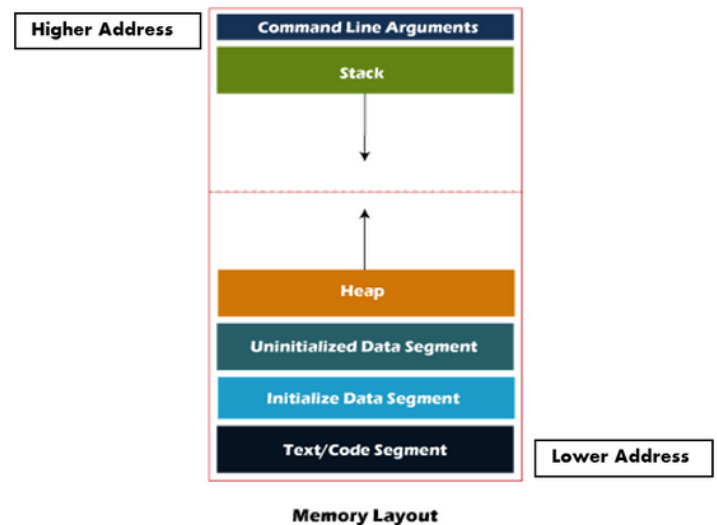 Higher Address
Command Line Arguments
Stack
Heap
Uninitialized Data Segment
Initialize Data Segment
Text/Code Segment
Lower Address
Memory Layout